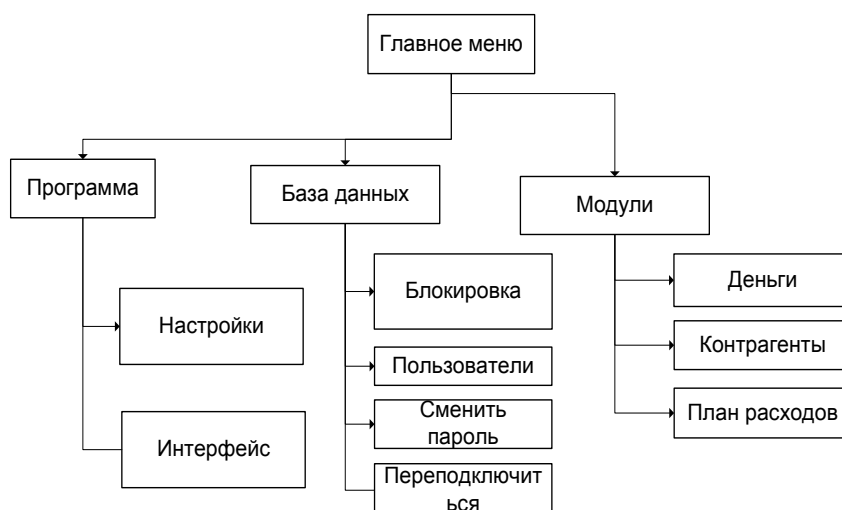 Главное меню
Программа
База данных
Модули
Настройки
Интерфейс
Блокировка
Пользователи
Сменить
пароль
Переподключит
ься
Деньги
Контрагенты
План расходов